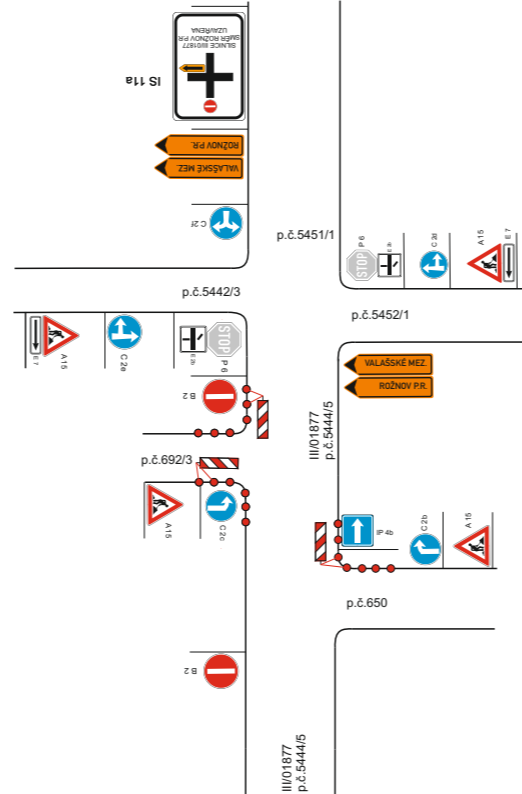 SILNICE III/01877
SMĚR ROŽNOV P.R.
UZAVŘENA
IS 11a
ROŽNOV P.R.
VALAŠSKÉ MEZ.
C 2f
p.č.5451/1
STOP
P 6
E 2b
C 2d
A 15
E 7
p.č.5442/3
p.č.5452/1
E 7
A 15
C 2e
E 2b
STOP
P 6
B 2
VALAŠSKÉ MEZ.
ROŽNOV P.R.
III/01877
p.č.5444/5
p.č.692/3
A 15
C 2c
IP 4b
C 2b
A 15
p.č.650
B 2
III/01877
p.č.5444/5